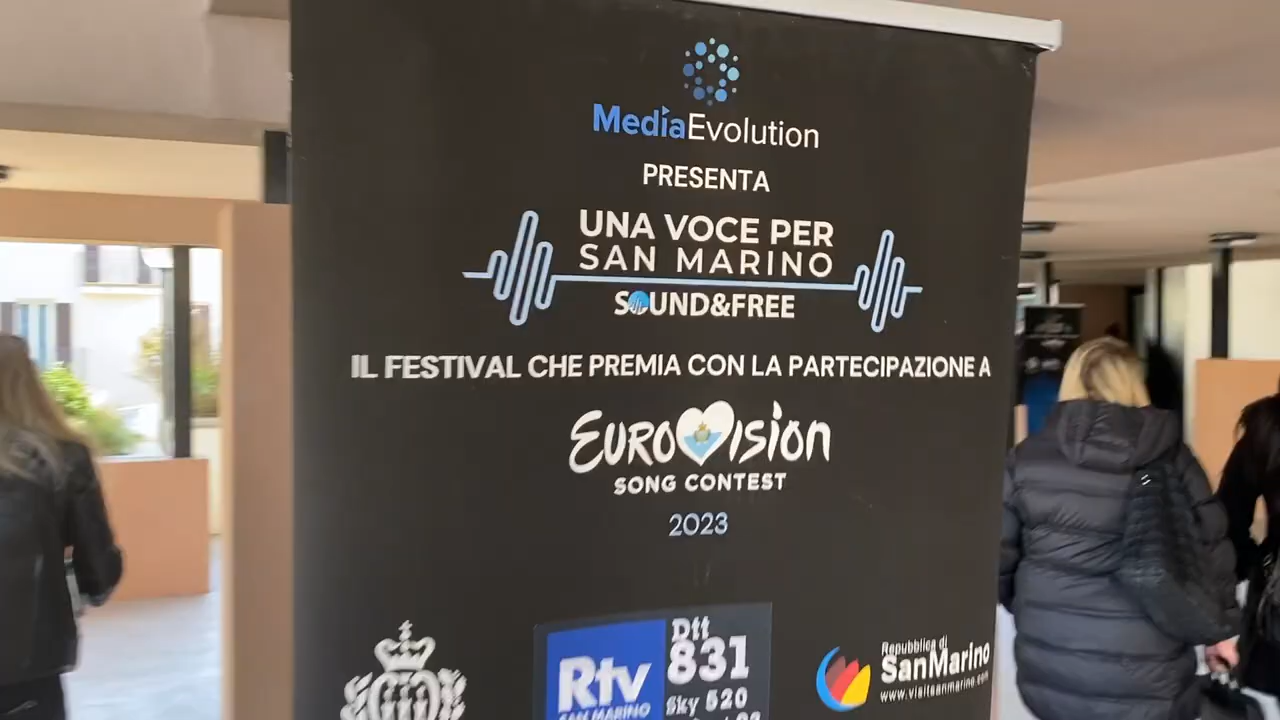 MediaEvolution
PRESENTA
UNA VOCE PER
SAN MARINO
SOUND&FREE
IL FESTIVAL CHE PREMIA CON LA PARTECIPAZIONE A
EUROVISION
SONG CONTEST
2023
Rtv
SAN MARINO
Dtt
831
Sky 520
Repubblica di
SanMarino
www.visitsanmarino.com